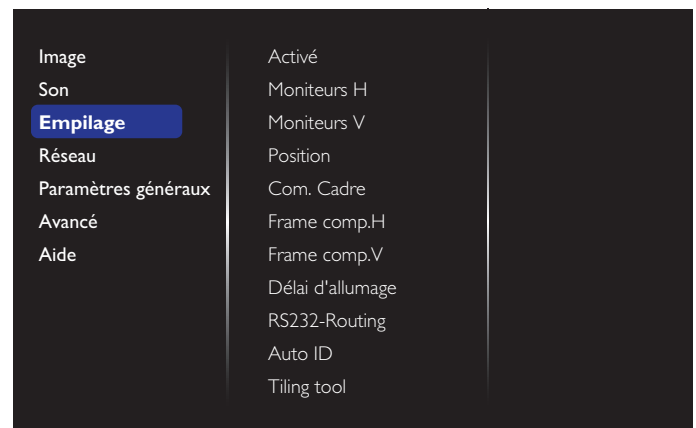 Image
Son
Empilage
Réseau
Paramètres généraux
Avancé
Aide
Activé
Moniteurs H
Moniteurs V
Position
Com. Cadre
Frame comp.H
Frame comp.V
Délai d'allumage
RS232-Routing
Auto ID
Tiling tool